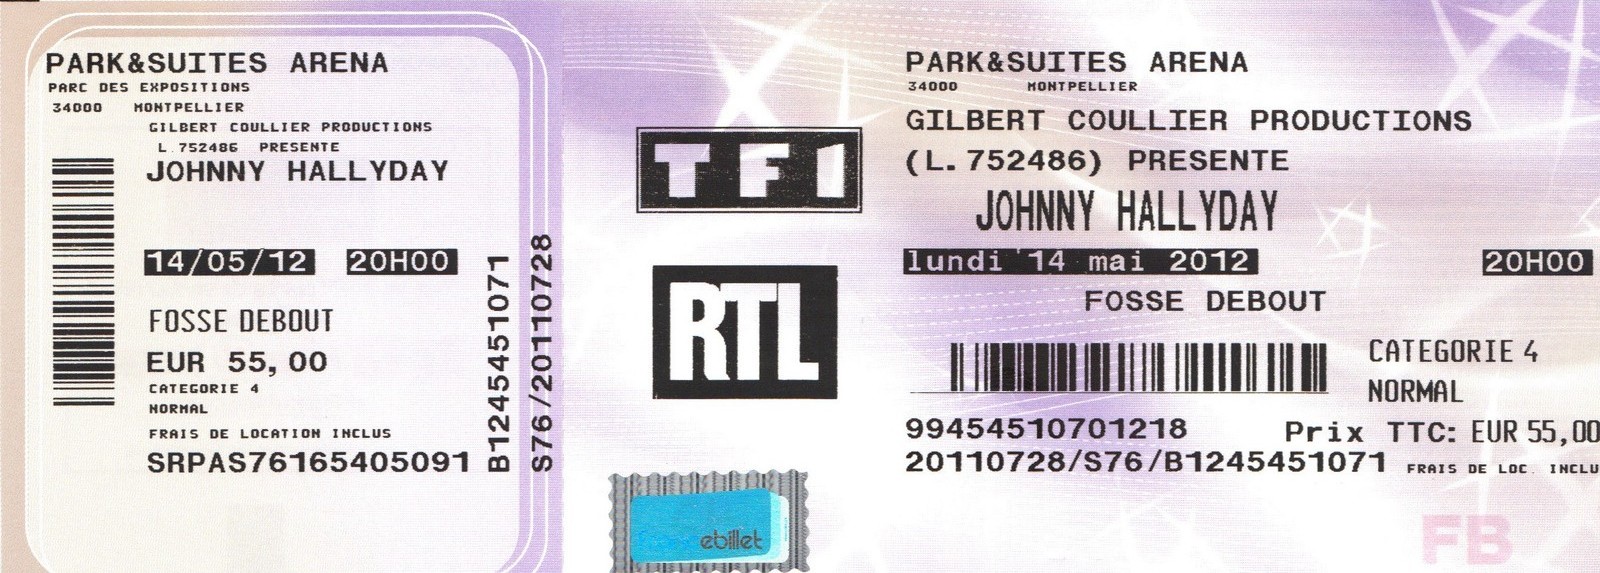 PARK&SUITES ARENA
PARC DES EXPOSITIONS
34000 MONTPELLIER
GILBERT COULLIER PRODUCTIONS
L.752486 PRESENTE
JOHNNY HALLYDAY
14/05/12 20H00
FOSSE DEBOUT
EUR 55,00
CATEGORIE 4
NORMAL
FRAIS DE LOCATION INCLUS
SRPAS76165405091
B1245451071
S76/20110728
TF1
RTL
ebillet
PARK&SUITES ARENA
34000 MONTPELLIER
GILBERT COULLIER PRODUCTIONS
(L.752486) PRESENTE
JOHNNY HALLYDAY
lundi 14 mai 2012 20H00
FOSSE DEBOUT
CATEGORIE 4
NORMAL
99454510701218 Prix TTC: EUR 55,00
20110728/S76/B1245451071 FRAIS DE LOC. INCLU
FB